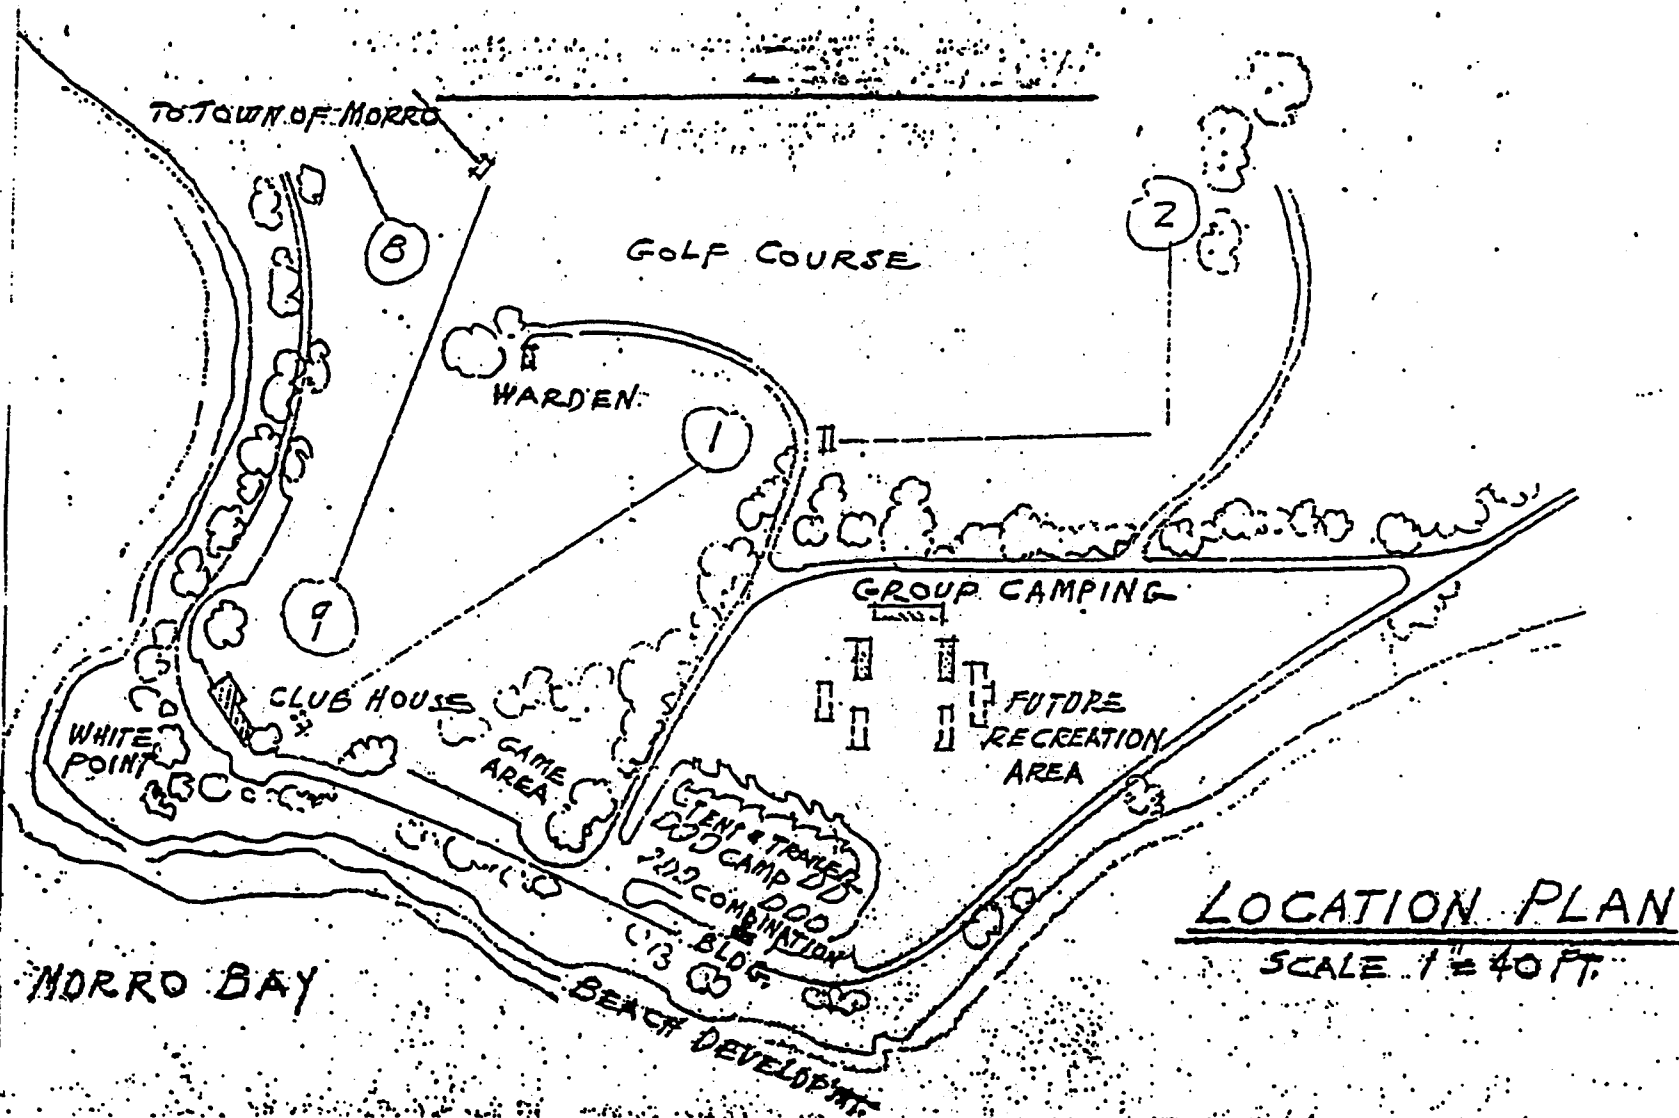 TO TOWN OF MORRO
8
2
GOLF COURSE
WARDEN
1
GROUP CAMPING
9
CLUB HOUSE
WHITE
POINT
GAME
AREA
FUTURE
RECREATION
AREA
TENT & TRAILER
CAMP
COMBINATION
BLDG.
LOCATION PLAN
SCALE 1" = 40 FT.
MORRO BAY
BEACH DEVELOP'MT.